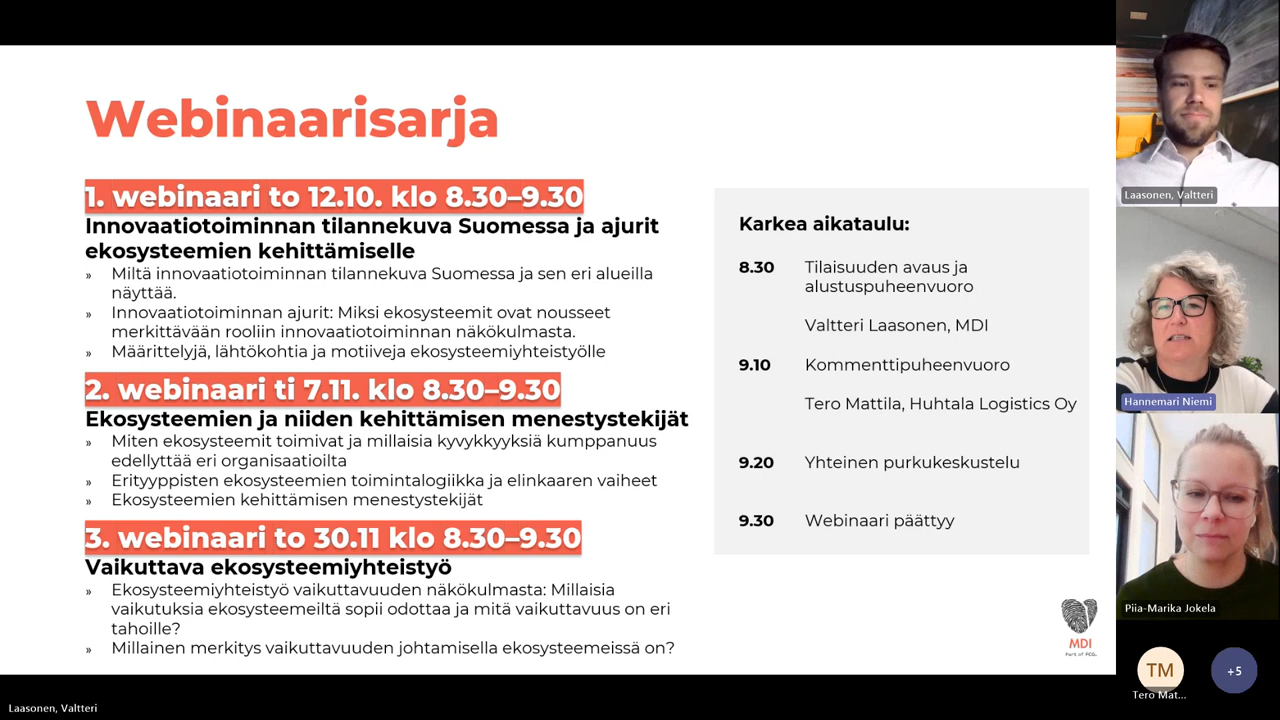 Webinaarisarja
1. webinaari to 12.10. klo 8.30–9.30
Innovaatiotoiminnan tilannekuva Suomessa ja ajurit
ekosysteemien kehittämiselle
» Miltä innovaatiotoiminnan tilannekuva Suomessa ja sen eri alueilla
näyttää.
» Innovaatiotoiminnan ajurit: Miksi ekosysteemit ovat nousseet
merkittävään rooliin innovaatiotoiminnan näkökulmasta.
» Määrittelyjä, lähtökohtia ja motiiveja ekosysteemiyhteistyölle
2. webinaari ti 7.11. klo 8.30–9.30
Ekosysteemien ja niiden kehittämisen menestystekijät
» Miten ekosysteemit toimivat ja millaisia kyvykkyyksiä kumppanuus
edellyttää eri organisaatioilta
» Erityyppisten ekosysteemien toimintalogiikka ja elinkaaren vaiheet
» Ekosysteemien kehittämisen menestystekijät
3. webinaari to 30.11 klo 8.30–9.30
Vaikuttava ekosysteemiyhteistyö
» Ekosysteemiyhteistyö vaikuttavuuden näkökulmasta: Millaisia
vaikutuksia ekosysteemeiltä sopii odottaa ja mitä vaikuttavuus on eri
tahoille?
» Millainen merkitys vaikuttavuuden johtamisella ekosysteemeissä on?
Karkea aikataulu:
8.30 Tilaisuuden avaus ja
alustuspuheenvuoro
Valtteri Laasonen, MDI
9.10 Kommenttipuheenvuoro
Tero Mattila, Huhtala Logistics Oy
9.20 Yhteinen purkukeskustelu
9.30 Webinaari päättyy
MDI
Part of FCG.
Laasonen, Valtteri
Hannemari Niemi
Piia-Marika Jokela
TM
Tero Mat...
+5
Laasonen, Valtteri